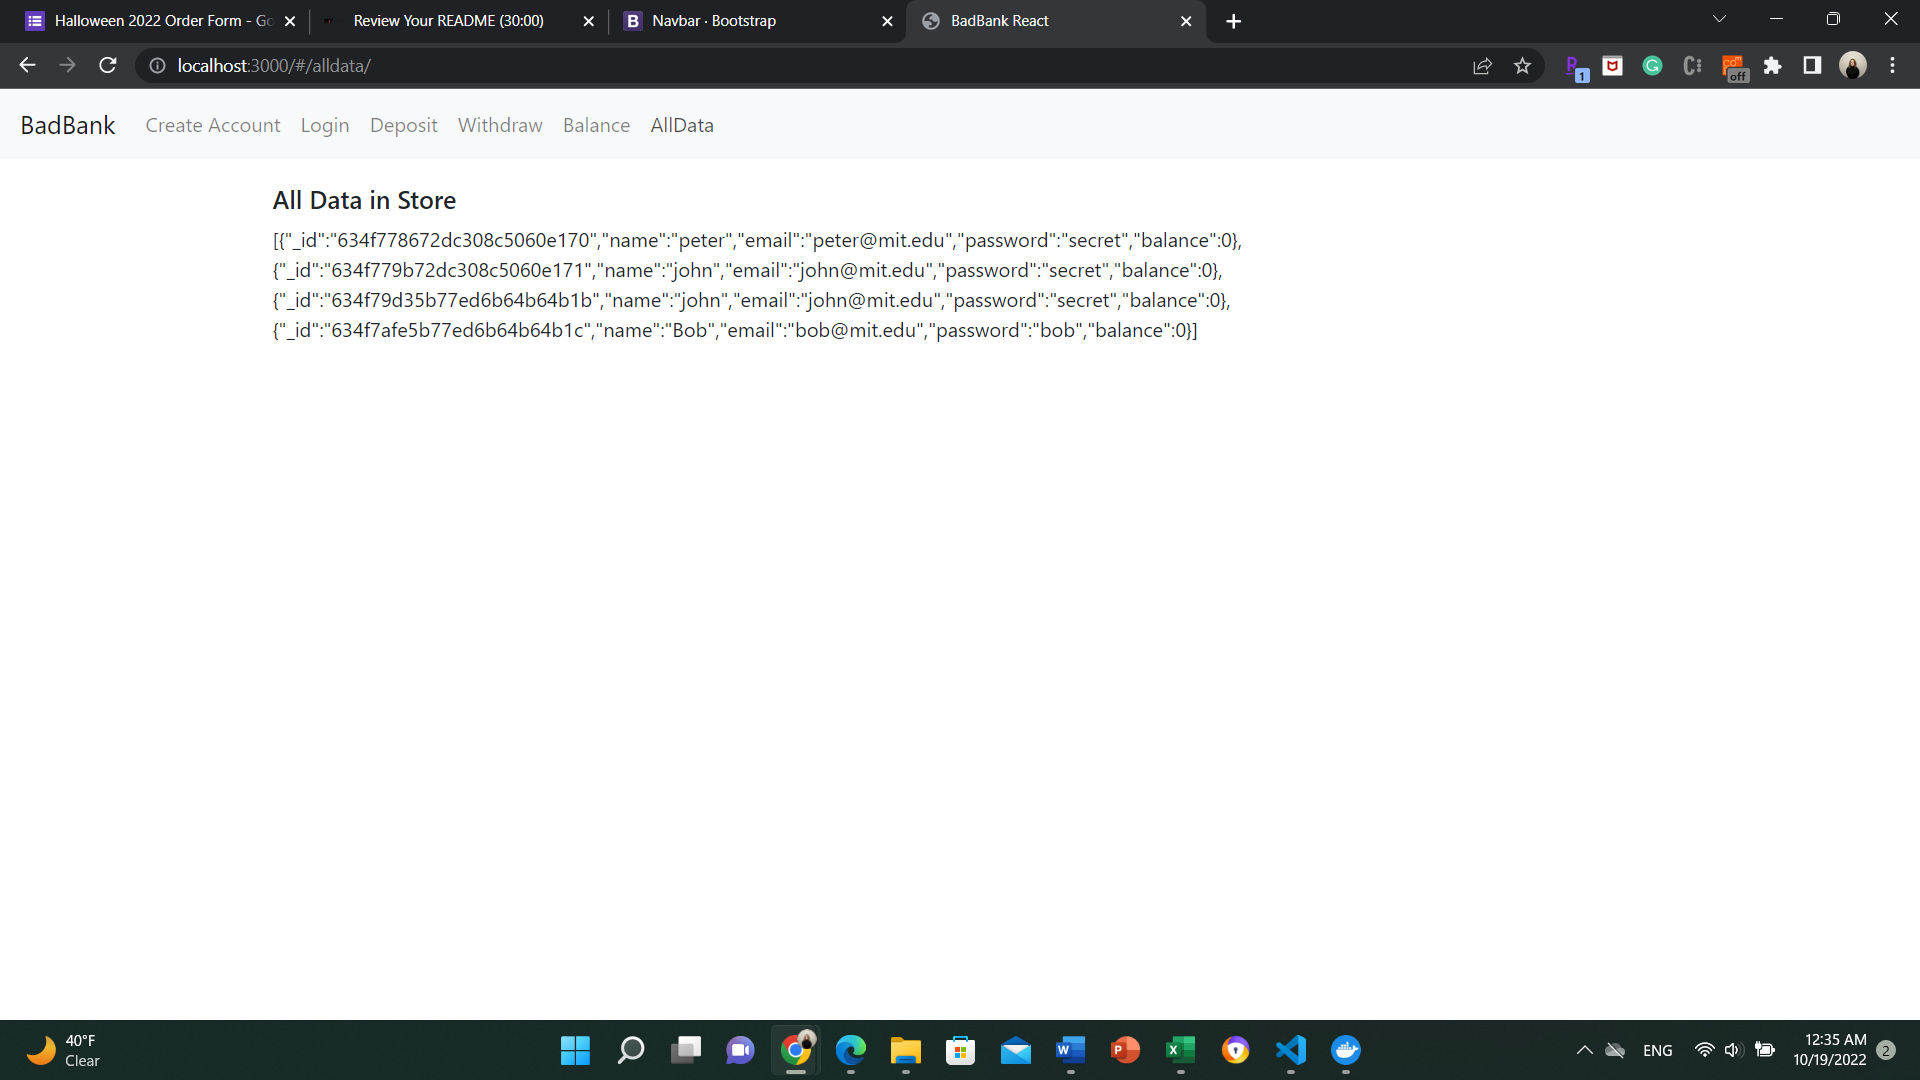 Halloween 2022 Order Form - Go
Review Your README (30:00)
Navbar · Bootstrap
BadBank React
localhost:3000/#/alldata/
1
off
BadBank Create Account Login Deposit Withdraw Balance AllData
All Data in Store
[{"_id":"634f778672dc308c5060e170","name":"peter","email":"peter@mit.edu","password":"secret","balance":0},
{"_id":"634f779b72dc308c5060e171","name":"john","email":"john@mit.edu","password":"secret","balance":0},
{"_id":"634f79d35b77ed6b64b64b1b","name":"john","email":"john@mit.edu","password":"secret","balance":0},
{"_id":"634f7afe5b77ed6b64b64b1c","name":"Bob","email":"bob@mit.edu","password":"bob","balance":0}]
40°F
Clear
ENG
12:35 AM
10/19/2022
2